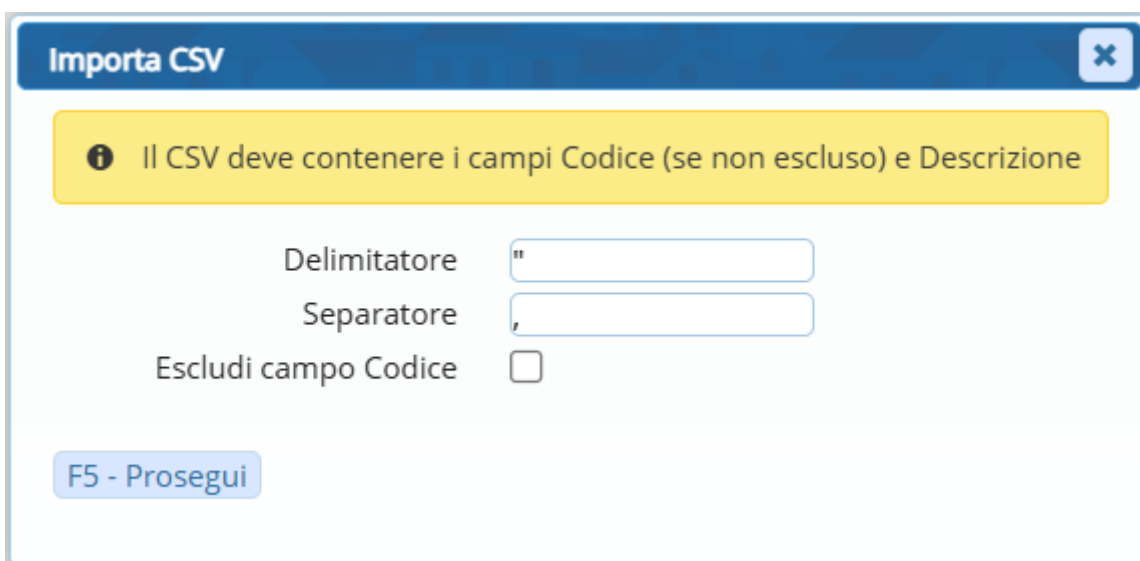 Importa CSV
Il CSV deve contenere i campi Codice (se non escluso) e Descrizione
Delimitatore "
Separatore ,
Escludi campo Codice
F5 - Prosegui